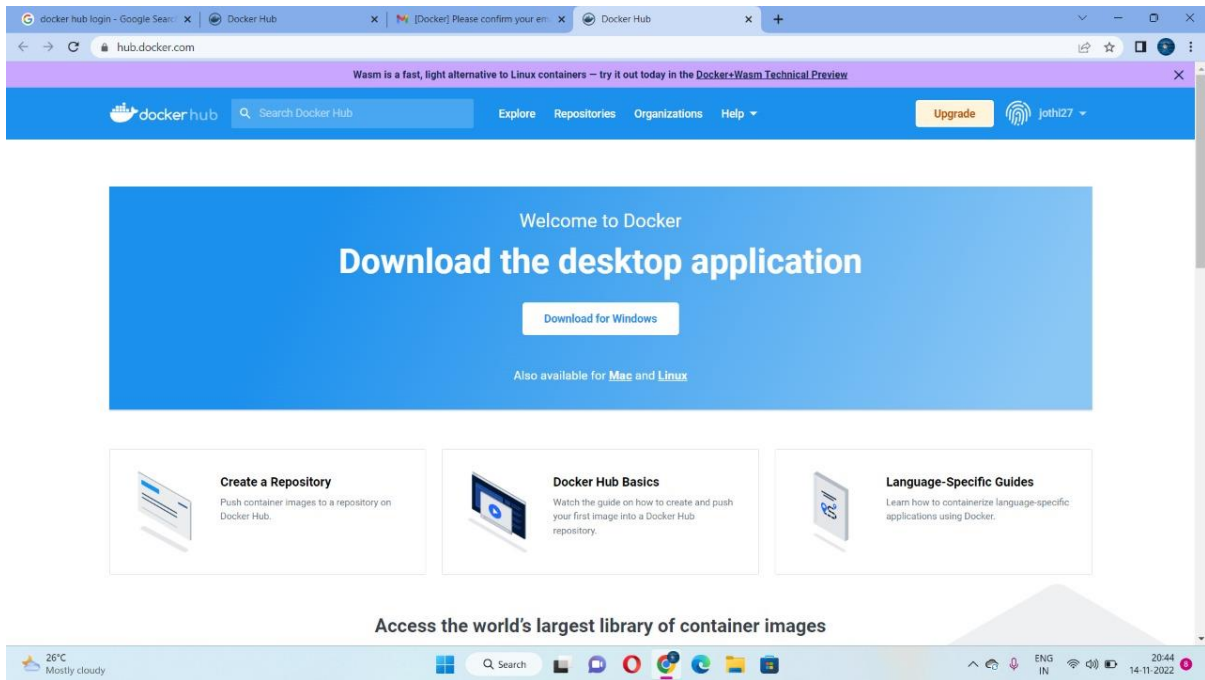 docker hub login - Google Searc
Docker Hub
[Docker] Please confirm your em
Docker Hub
hub.docker.com
Wasm is a fast, light alternative to Linux containers — try it out today in the Docker+Wasm Technical Preview
dockerhub
Search Docker Hub
Explore
Repositories
Organizations
Help
Upgrade
jothi27
Welcome to Docker
Download the desktop application
Download for Windows
Also available for Mac and Linux
Create a Repository
Push container images to a repository on
Docker Hub.
Docker Hub Basics
Watch the guide on how to create and push
your first image into a Docker Hub
repository.
Language-Specific Guides
Learn how to containerize language-specific
applications using Docker.
Access the world's largest library of container images
26°C
Mostly cloudy
Search
ENG
IN
20:44
14-11-2022